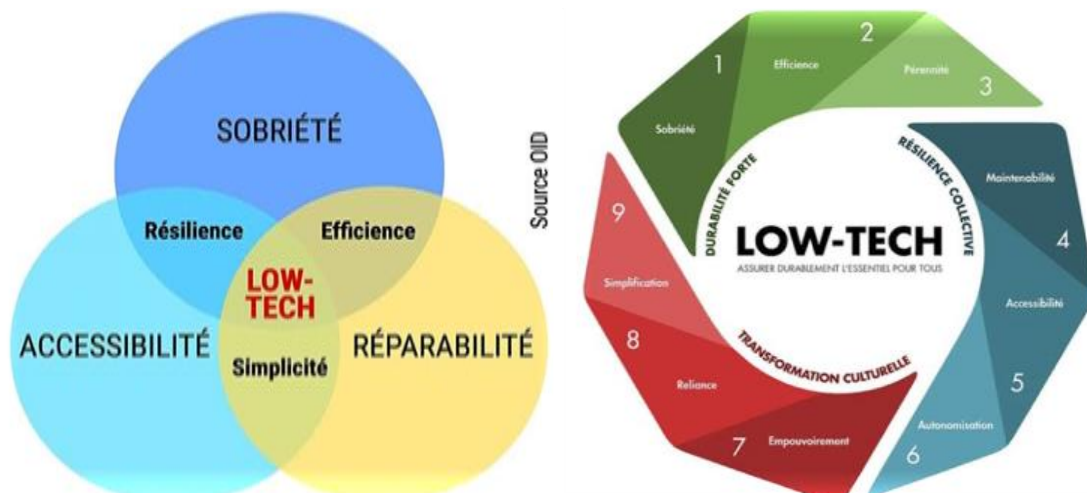 SOBRIÉTÉ
Résilience
Efficience
LOW-
TECH
ACCESSIBILITÉ
RÉPARABILITÉ
Simplicité
Source OID
1
Sobriété
2
Efficience
3
Pérennité
DURABILITÉ FORTE
RÉSILIENCE COLLECTIVE
Maintenabilité
4
Accessibilité
5
Autonomisation
6
LOW-TECH
ASSURER DURABLEMENT L'ESSENTIEL POUR TOUS
TRANSFORMATION CULTURELLE
Empouvoirement
7
Reliance
8
Simplification
9